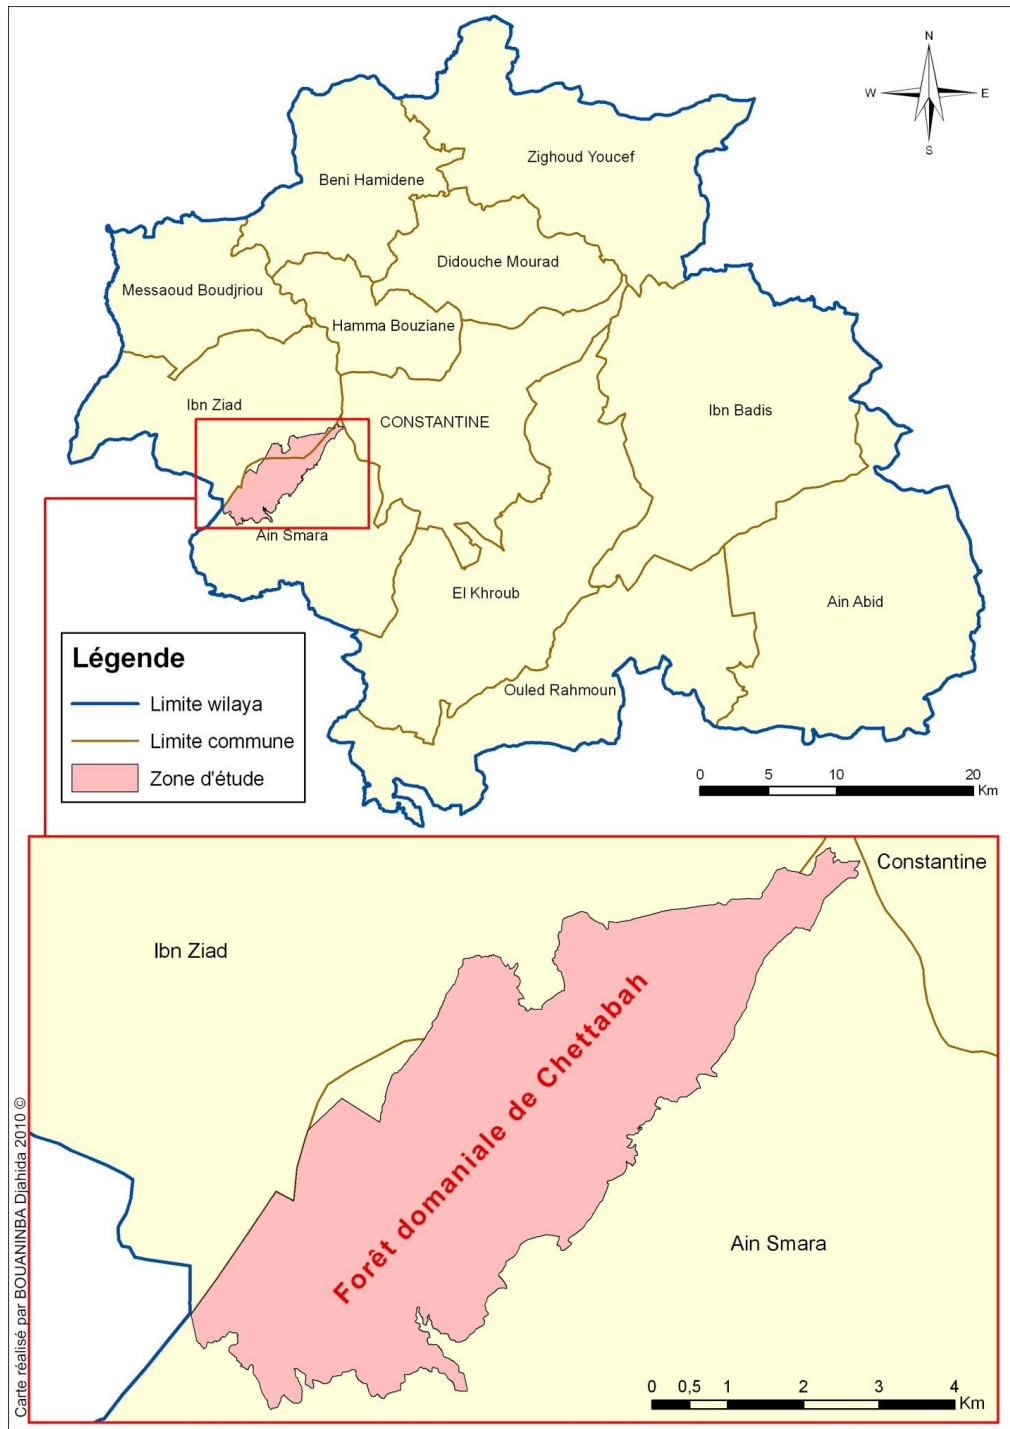 N
W E
S
Zighoud Youcef
Beni Hamidene
Didouche Mourad
Messaoud Boudjriou
Hamma Bouziane
Ibn Ziad
CONSTANTINE
Ibn Badis
Ain Smara
El Khroub
Ain Abid
Ouled Rahmoun
Légende
Limite wilaya
Limite commune
Zone d'étude
0 5 10 20
Km
Constantine
Ibn Ziad
Forêt domaniale de Chettabah
Ain Smara
0 0,5 1 2 3 4
Km
Carte réalisé par BOUANINBA Djahida 2010 ©